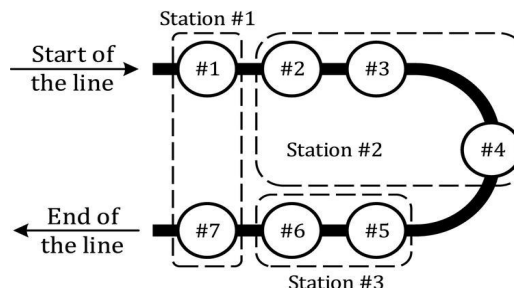 Station #1
Start of
the line
#1
#2
#3
Station #2
#4
End of
the line
#7
#6
#5
Station #3